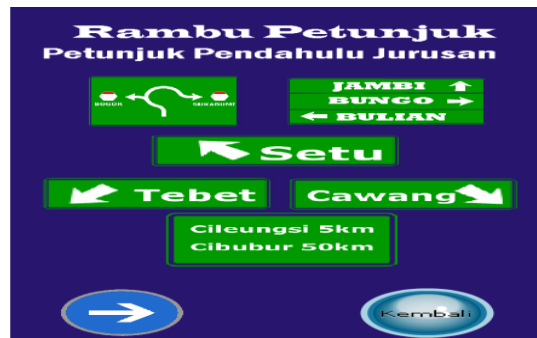 Rambu Petunjuk
Petunjuk Pendahulu Jurusan
BOGOR SUKABUMI
JAMBI
BUNGO
BULIAN
Setu
Tebet
Cawang
Cileungsi 5km
Cibubur 50km
Kembali